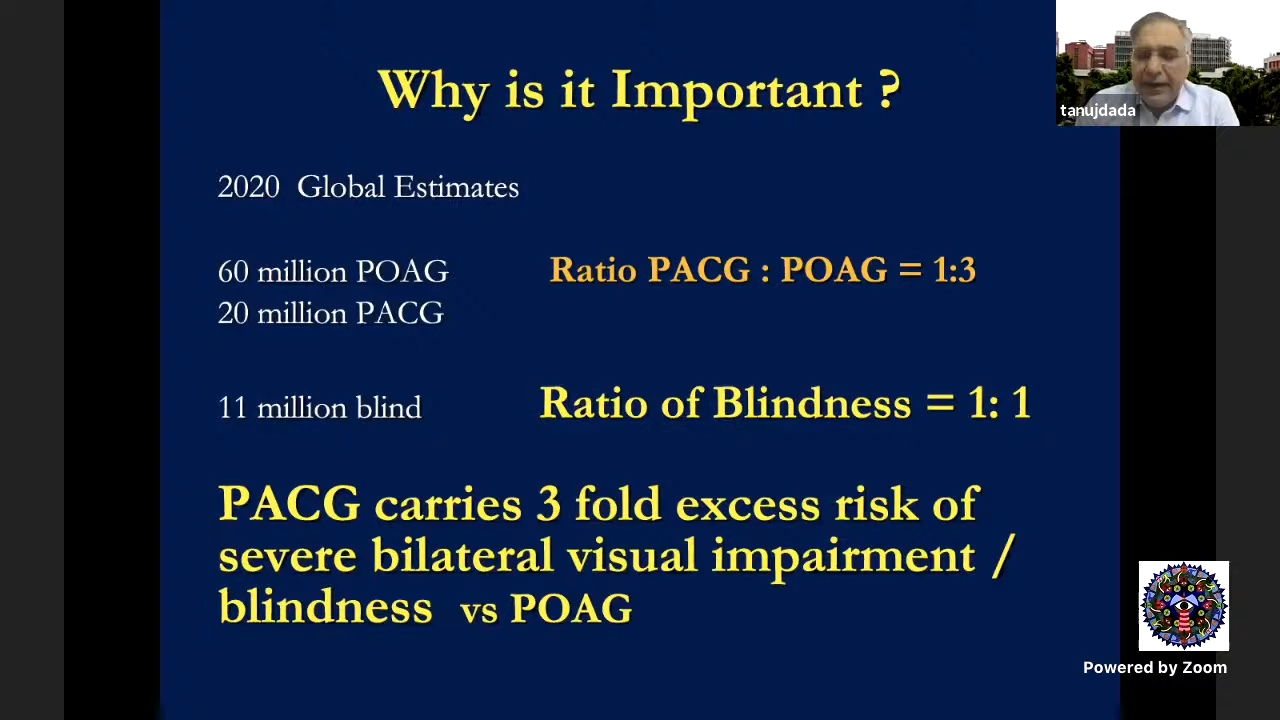 Why is it Important ?
tanujdada
2020 Global Estimates
60 million POAG
Ratio PACG : POAG = 1:3
20 million PACG
11 million blind
Ratio of Blindness = 1: 1
PACG carries 3 fold excess risk of
severe bilateral visual impairment /
blindness vs POAG
Powered by Zoom